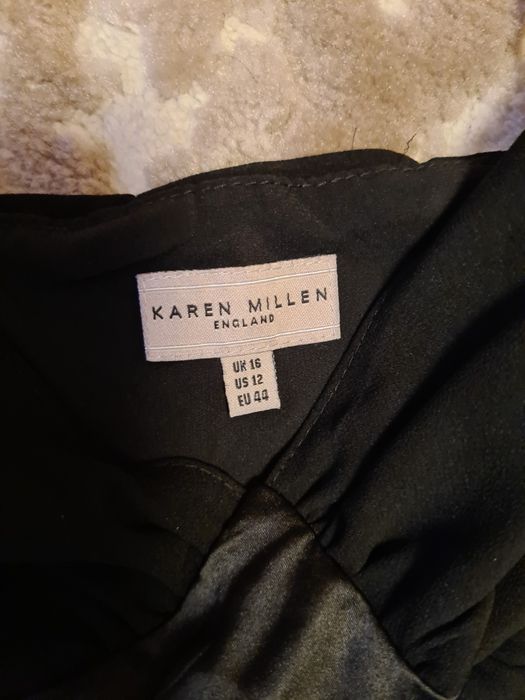 KAREN MILLEN
ENGLAND
UK 16
US 12
EU 44